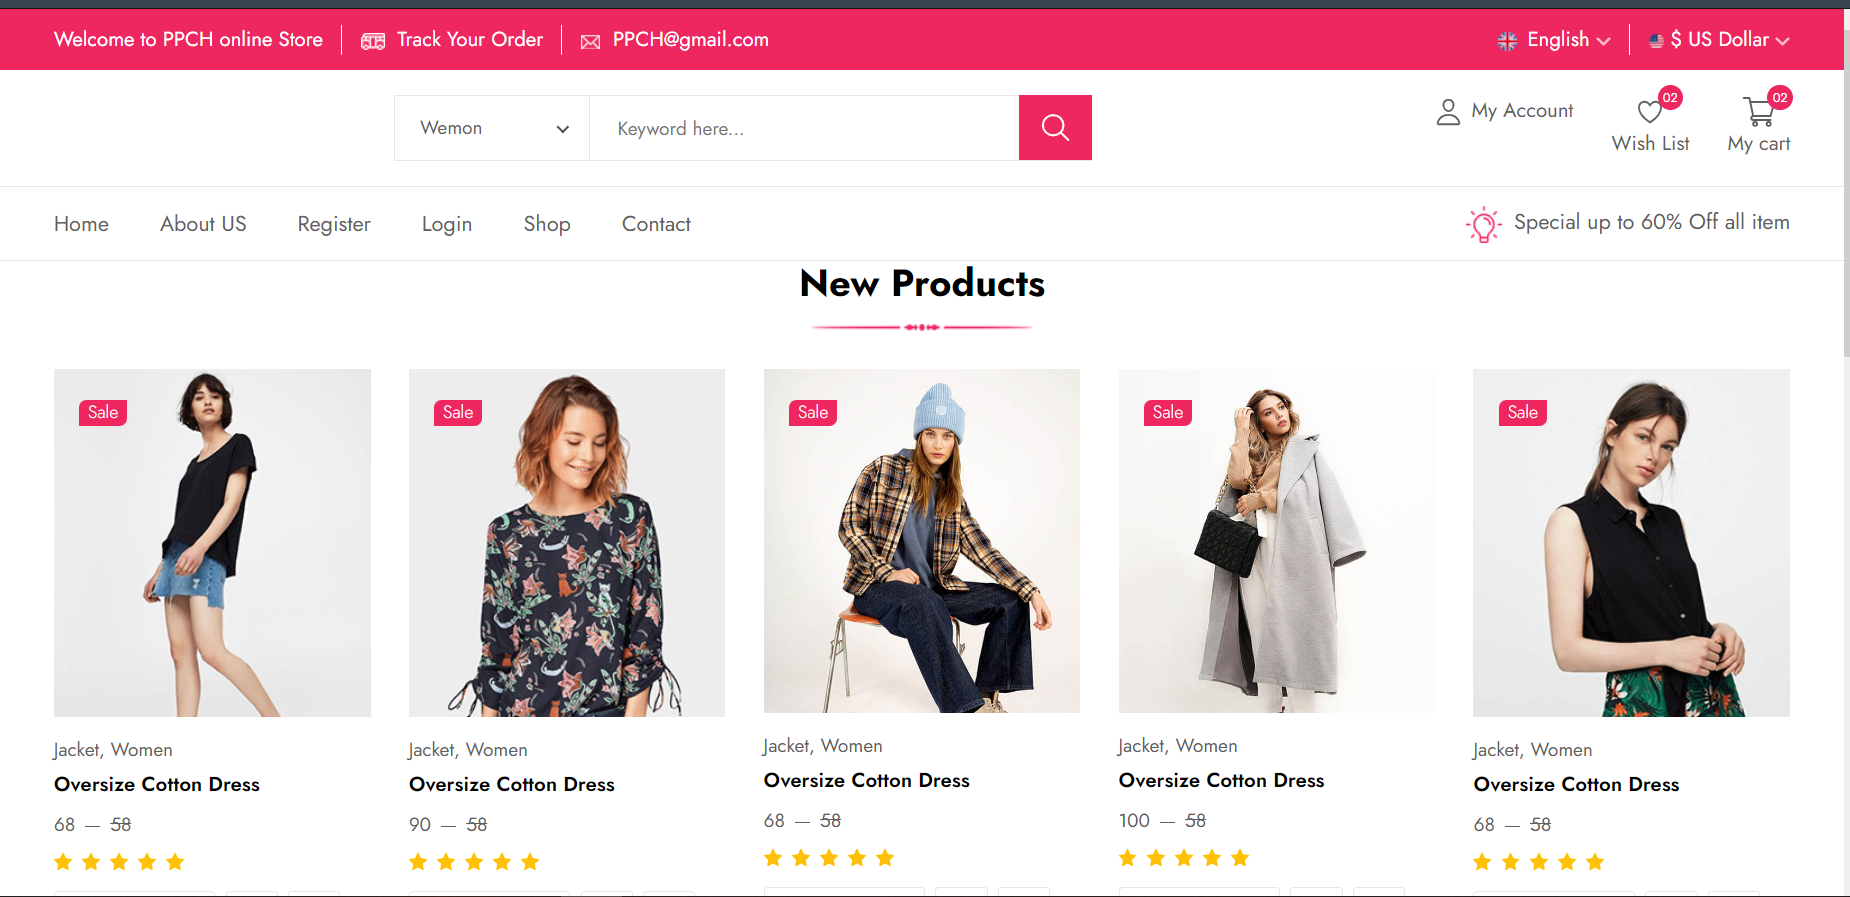 Welcome to PPCH online Store
Track Your Order
PPCH@gmail.com
English
$ US Dollar
Wemon
Keyword here...
My Account
02
Wish List
02
My cart
Home
About US
Register
Login
Shop
Contact
Special up to 60% Off all item
New Products
Sale
Sale
Sale
Sale
Sale
Jacket, Women
Oversize Cotton Dress
68 — 58
Jacket, Women
Oversize Cotton Dress
90 — 58
Jacket, Women
Oversize Cotton Dress
68 — 58
Jacket, Women
Oversize Cotton Dress
100 — 58
Jacket, Women
Oversize Cotton Dress
68 — 58